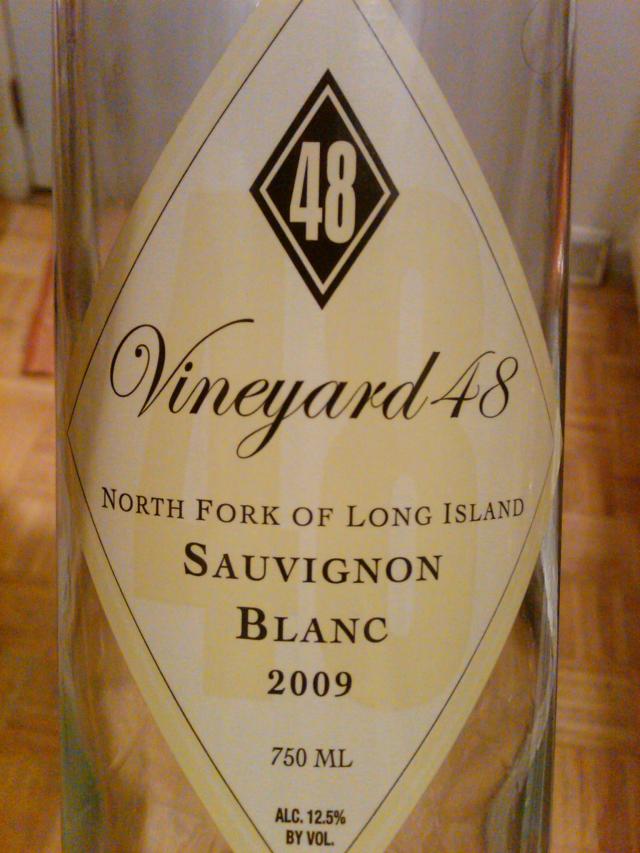 48
Vineyard 48
NORTH FORK OF LONG ISLAND
SAUVIGNON
BLANC
2009
750 ML
ALC. 12.5%
BY VOL.